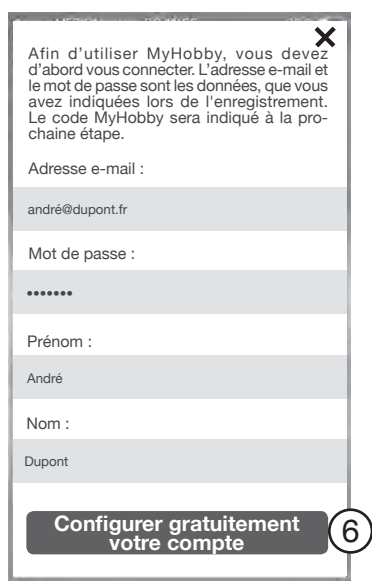 Afin d’utiliser MyHobby, vous devez
d’abord vous connecter. L’adresse e-mail et
le mot de passe sont les données, que vous
avez indiquées lors de l'enregistrement.
Le code MyHobby sera indiqué à la pro-
chaine étape.
Adresse e-mail :
andré@dupont.fr
Mot de passe :
•••••••
Prénom :
André
Nom :
Dupont
Configurer gratuitement
votre compte
6